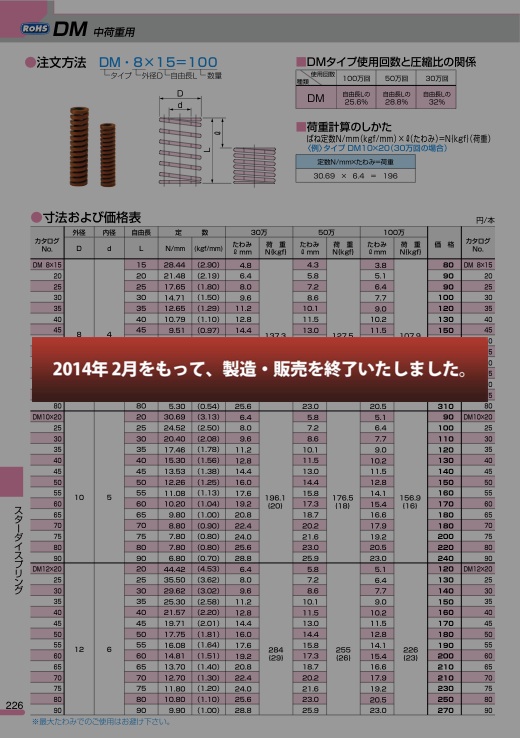 RoHS DM 中荷重用
●注文方法 DM・8×15=100
タイプ 外径D 自由長L 数量
D
d
ℓ
L
■DMタイプ使用回数と圧縮比の関係
使用回数 100万回 50万回 30万回
種類
DM 自由長の25.6% 自由長の28.8% 自由長の32%
■荷重計算のしかた
ばね定数N/mm(kgf/mm)×ℓ(たわみ)=N(kgf)(荷重)
〈例〉タイプ DM10×20(30万回の場合)
定数N/mm×たわみ=荷重
30.69 × 6.4 = 196
●寸法および価格表
円/本
カタログNo. 外径 内径 自由長 定 数 30万 50万 100万 価 格 カタログNo.
D d L N/mm (kgf/mm) たわみℓmm 荷 重N(kgf) たわみℓmm 荷 重N(kgf) たわみℓmm 荷 重N(kgf)
DM 8×15 15 28.44 (2.90) 4.8 4.3 3.8 80 DM 8×15
20 20 21.48 (2.19) 6.4 5.8 5.1 90 20
25 25 17.65 (1.80) 8.0 7.2 6.4 90 25
30 30 14.71 (1.50) 9.6 8.6 7.7 100 30
35 35 12.65 (1.29) 11.2 10.1 9.0 120 35
40 40 10.79 (1.10) 12.8 11.5 10.2 130 40
45 45 9.51 (0.97) 14.4 13.0 11.5 150 45
8 4 137.3 127.5 107.9
2014年 2月をもって、製造・販売を終了いたしました。
80 80 5.30 (0.54) 25.6 23.0 20.5 310 80
DM10×20 20 30.69 (3.13) 6.4 5.8 5.1 90 DM10×20
25 25 24.52 (2.50) 8.0 7.2 6.4 100 25
30 30 20.40 (2.08) 9.6 8.6 7.7 110 30
35 35 17.46 (1.78) 11.2 10.1 9.0 120 35
40 40 15.30 (1.56) 12.8 11.5 10.2 130 40
45 45 13.53 (1.38) 14.4 13.0 11.5 140 45
50 50 12.26 (1.25) 16.0 14.4 12.8 150 50
55 10 5 55 11.08 (1.13) 17.6 196.1 15.8 176.5 14.1 156.9 160 55
60 60 10.20 (1.04) 19.2 (20) 17.3 (18) 15.4 (16) 170 60
65 65 9.80 (1.00) 20.8 18.7 16.6 180 65
70 70 8.80 (0.90) 22.4 20.2 17.9 180 70
75 75 7.80 (0.80) 24.0 21.6 19.2 200 75
80 80 7.80 (0.80) 25.6 23.0 20.5 220 80
90 90 6.80 (0.70) 28.8 25.9 23.0 240 90
DM12×20 20 44.42 (4.53) 6.4 5.8 5.1 120 DM12×20
25 25 35.50 (3.62) 8.0 7.2 6.4 130 25
30 30 29.62 (3.02) 9.6 8.6 7.7 140 30
35 35 25.30 (2.58) 11.2 10.1 9.0 150 35
40 40 21.57 (2.20) 12.8 11.5 10.2 160 40
45 45 19.71 (2.01) 14.4 13.0 11.5 170 45
50 50 17.75 (1.81) 16.0 14.4 12.8 180 50
55 12 6 55 16.08 (1.64) 17.6 284 15.8 255 14.1 226 190 55
60 60 14.81 (1.51) 19.2 (29) 17.3 (26) 15.4 (23) 200 60
65 65 13.70 (1.40) 20.8 18.7 16.6 210 65
70 70 12.70 (1.30) 22.4 20.2 17.9 210 70
75 75 11.80 (1.20) 24.0 21.6 19.2 230 75
80 80 10.80 (1.10) 25.6 23.0 20.5 250 80
90 90 9.90 (1.00) 28.8 25.9 23.0 270 90
※最大たわみでのご使用はお避け下さい。
スターダイスプリング
226